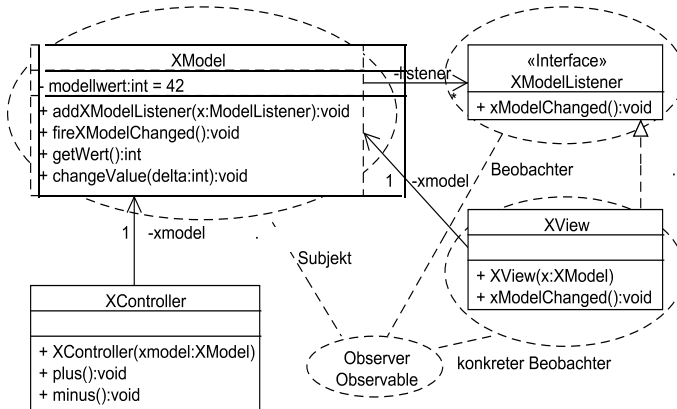 XModel
- modellwert:int = 42
+ addXModelListener(x:ModelListener):void
+ fireXModelChanged():void
+ getWert():int
+ changeValue(delta:int):void
-listener
*
«Interface»
XModelListener
+ xModelChanged():void
1
-xmodel
Beobachter
1
-xmodel
Subjekt
XView
+ XView(x:XModel)
+ xModelChanged():void
XController
+ XController(xmodel:XModel)
+ plus():void
+ minus():void
Observer
Observable
konkreter Beobachter